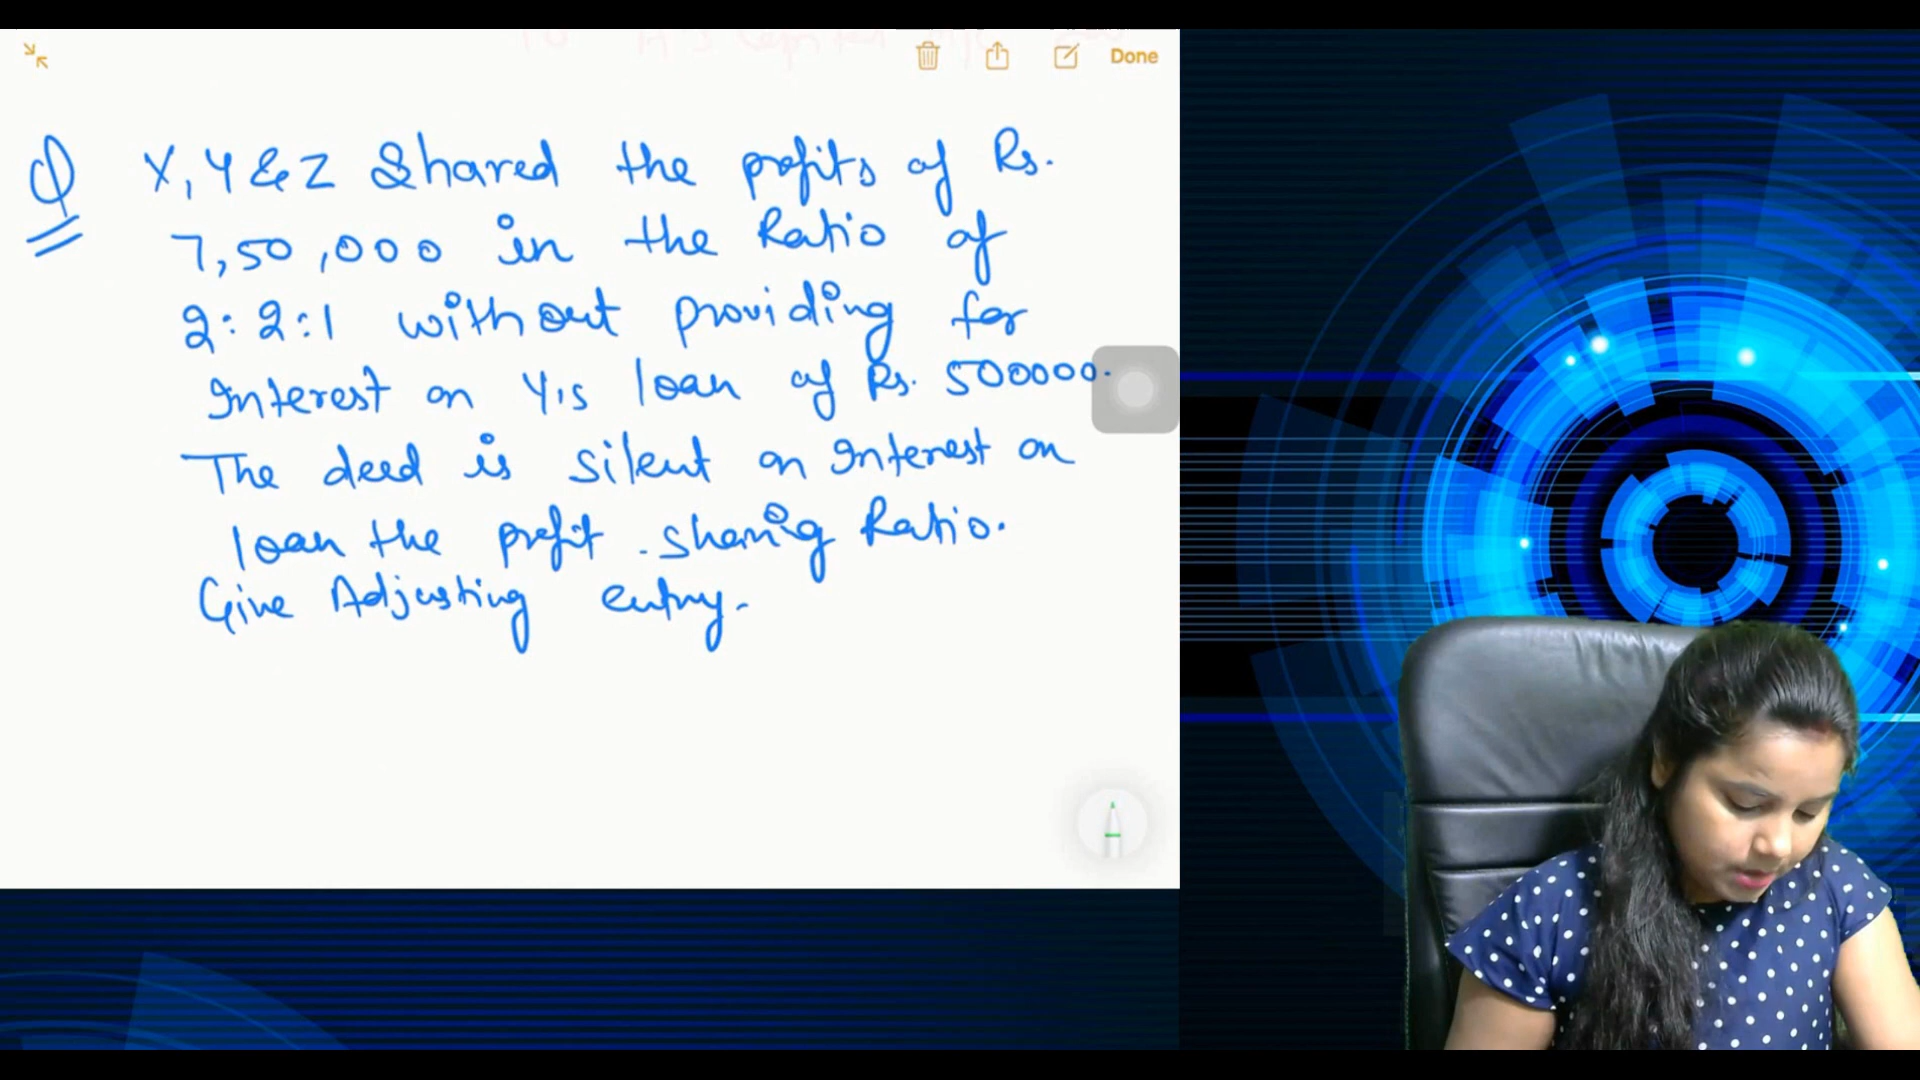 Done
Q X, Y & Z Shared the profits of Rs.
7,50,000 in the Ratio of
2:2:1 without providing for
Interest on Y's loan of Rs. 500000.
The deed is silent on Interest on
loan the profit sharing Ratio.
Give Adjusting entry.